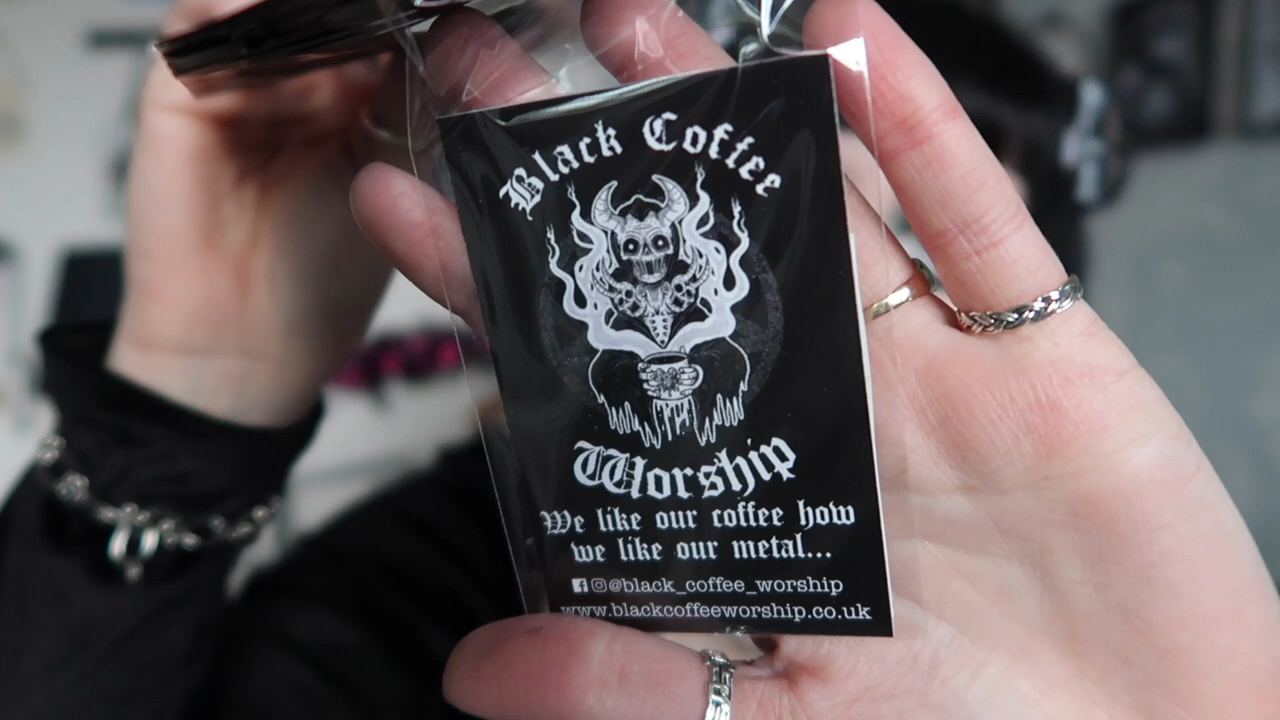 Black Coffee
Worship
We like our coffee how
we like our metal...
@black_coffee_worship
www.blackcoffeeworship.co.uk